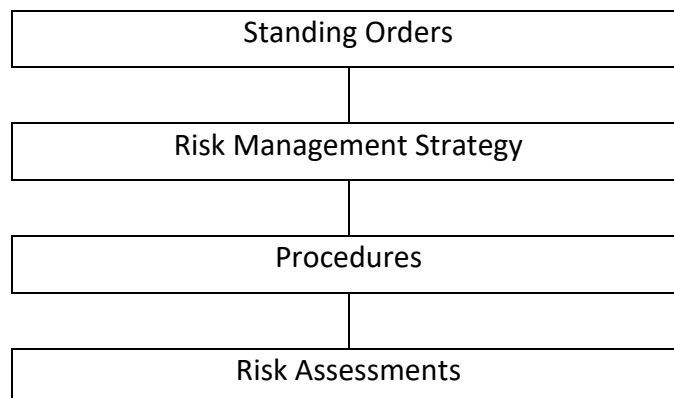 Standing Orders
Risk Management Strategy
Procedures
Risk Assessments